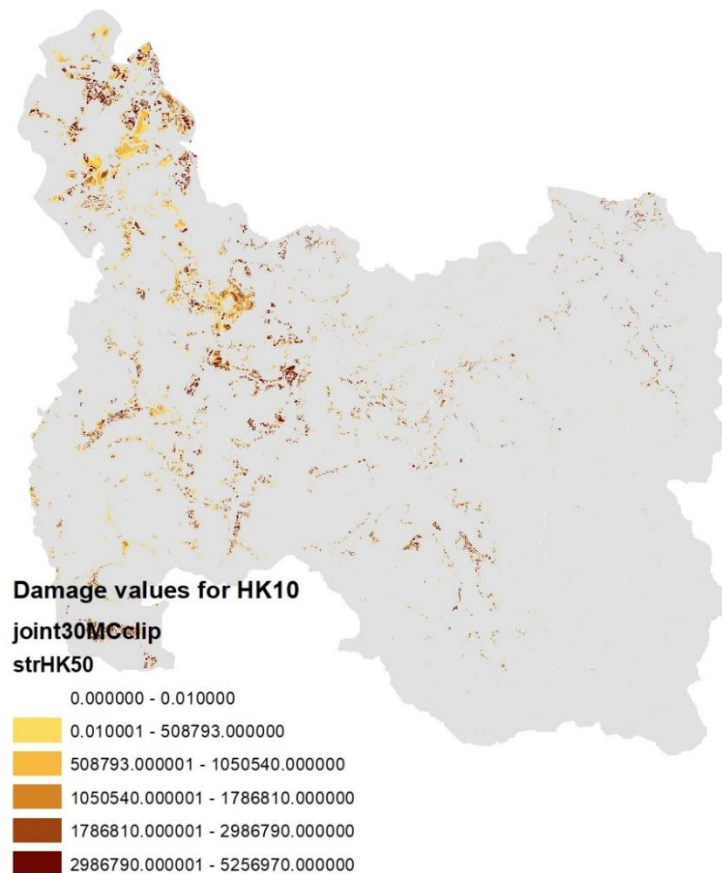 Damage values for HK10
joint30MCclip
strHK50
0.000000 - 0.010000
0.010001 - 508793.000000
508793.000001 - 1050540.000000
1050540.000001 - 1786810.000000
1786810.000001 - 2986790.000000
2986790.000001 - 5256970.000000